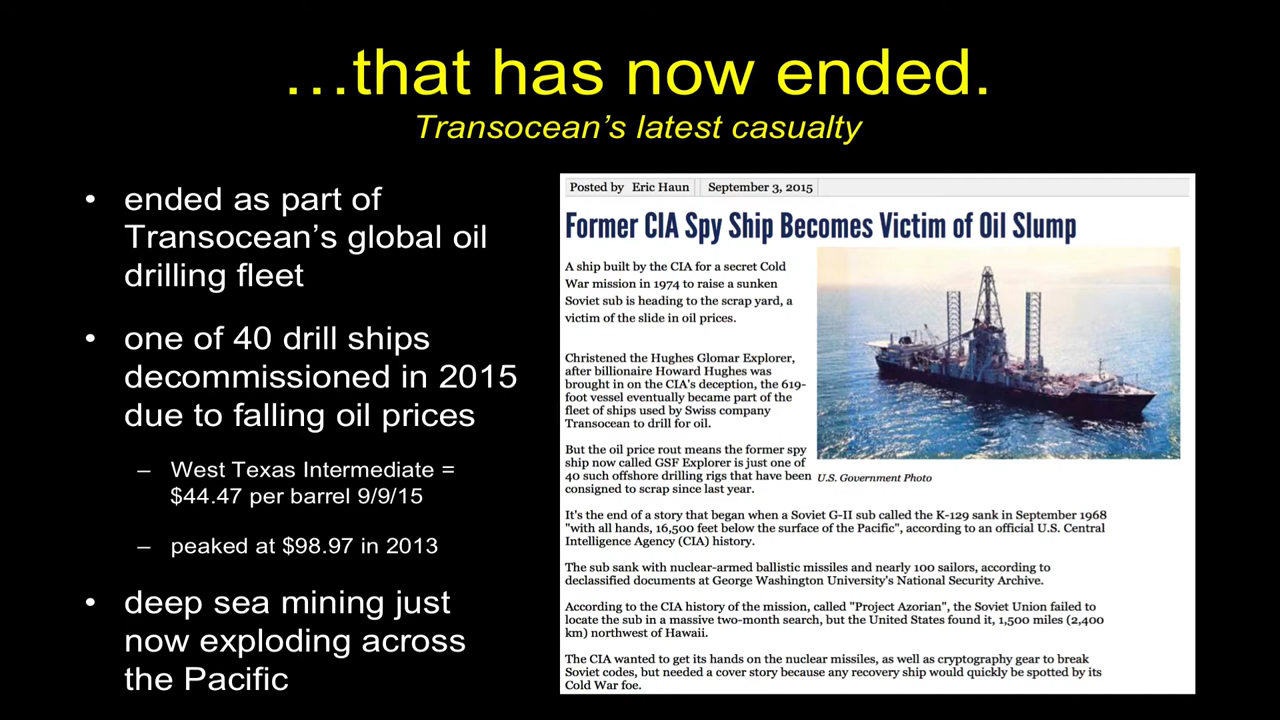 …that has now ended.
Transocean’s latest casualty
• ended as part of
Transocean’s global oil
drilling fleet
• one of 40 drill ships
decommissioned in 2015
due to falling oil prices
– West Texas Intermediate =
$44.47 per barrel 9/9/15
– peaked at $98.97 in 2013
• deep sea mining just
now exploding across
the Pacific
Posted by Eric Haun September 3, 2015
Former CIA Spy Ship Becomes Victim of Oil Slump
A ship built by the CIA for a secret Cold
War mission in 1974 to raise a sunken
Soviet sub is heading to the scrap yard, a
victim of the slide in oil prices.
Christened the Hughes Glomar Explorer,
after billionaire Howard Hughes was
brought in on the CIA's deception, the 619-
foot vessel eventually became part of the
fleet of ships used by Swiss company
Transocean to drill for oil.
But the oil price rout means the former spy
ship now called GSF Explorer is just one of
40 such offshore drilling rigs that have been
consigned to scrap since last year.
U.S. Government Photo
It's the end of a story that began when a Soviet G-II sub called the K-129 sank in September 1968
"with all hands, 16,500 feet below the surface of the Pacific", according to an official U.S. Central
Intelligence Agency (CIA) history.
The sub sank with nuclear-armed ballistic missiles and nearly 100 sailors, according to
declassified documents at George Washington University's National Security Archive.
According to the CIA history of the mission, called "Project Azorian", the Soviet Union failed to
locate the sub in a massive two-month search, but the United States found it, 1,500 miles (2,400
km) northwest of Hawaii.
The CIA wanted to get its hands on the nuclear missiles, as well as cryptography gear to break
Soviet codes, but needed a cover story because any recovery ship would quickly be spotted by its
Cold War foe.